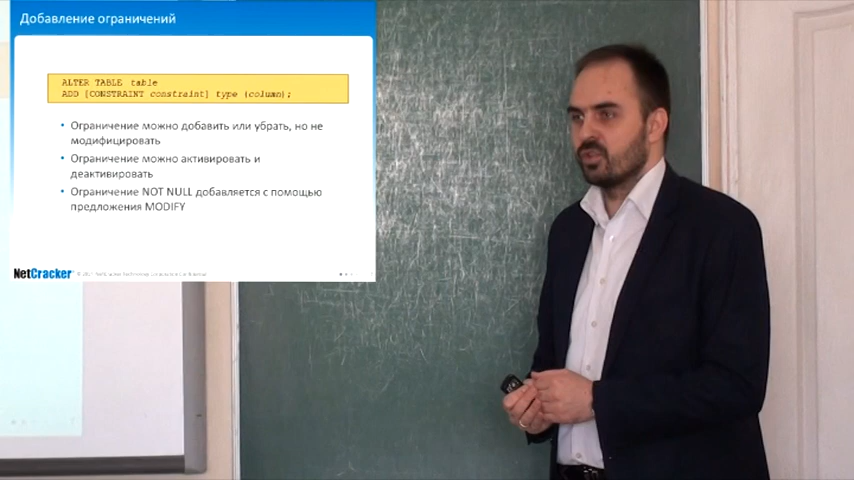 Добавление ограничений
ALTER TABLE table
ADD [CONSTRAINT constraint] type (column);
• Ограничение можно добавить или убрать, но не
модифицировать
• Ограничение можно активировать и
деактивировать
• Ограничение NOT NULL добавляется с помощью
предложения MODIFY
NetCracker